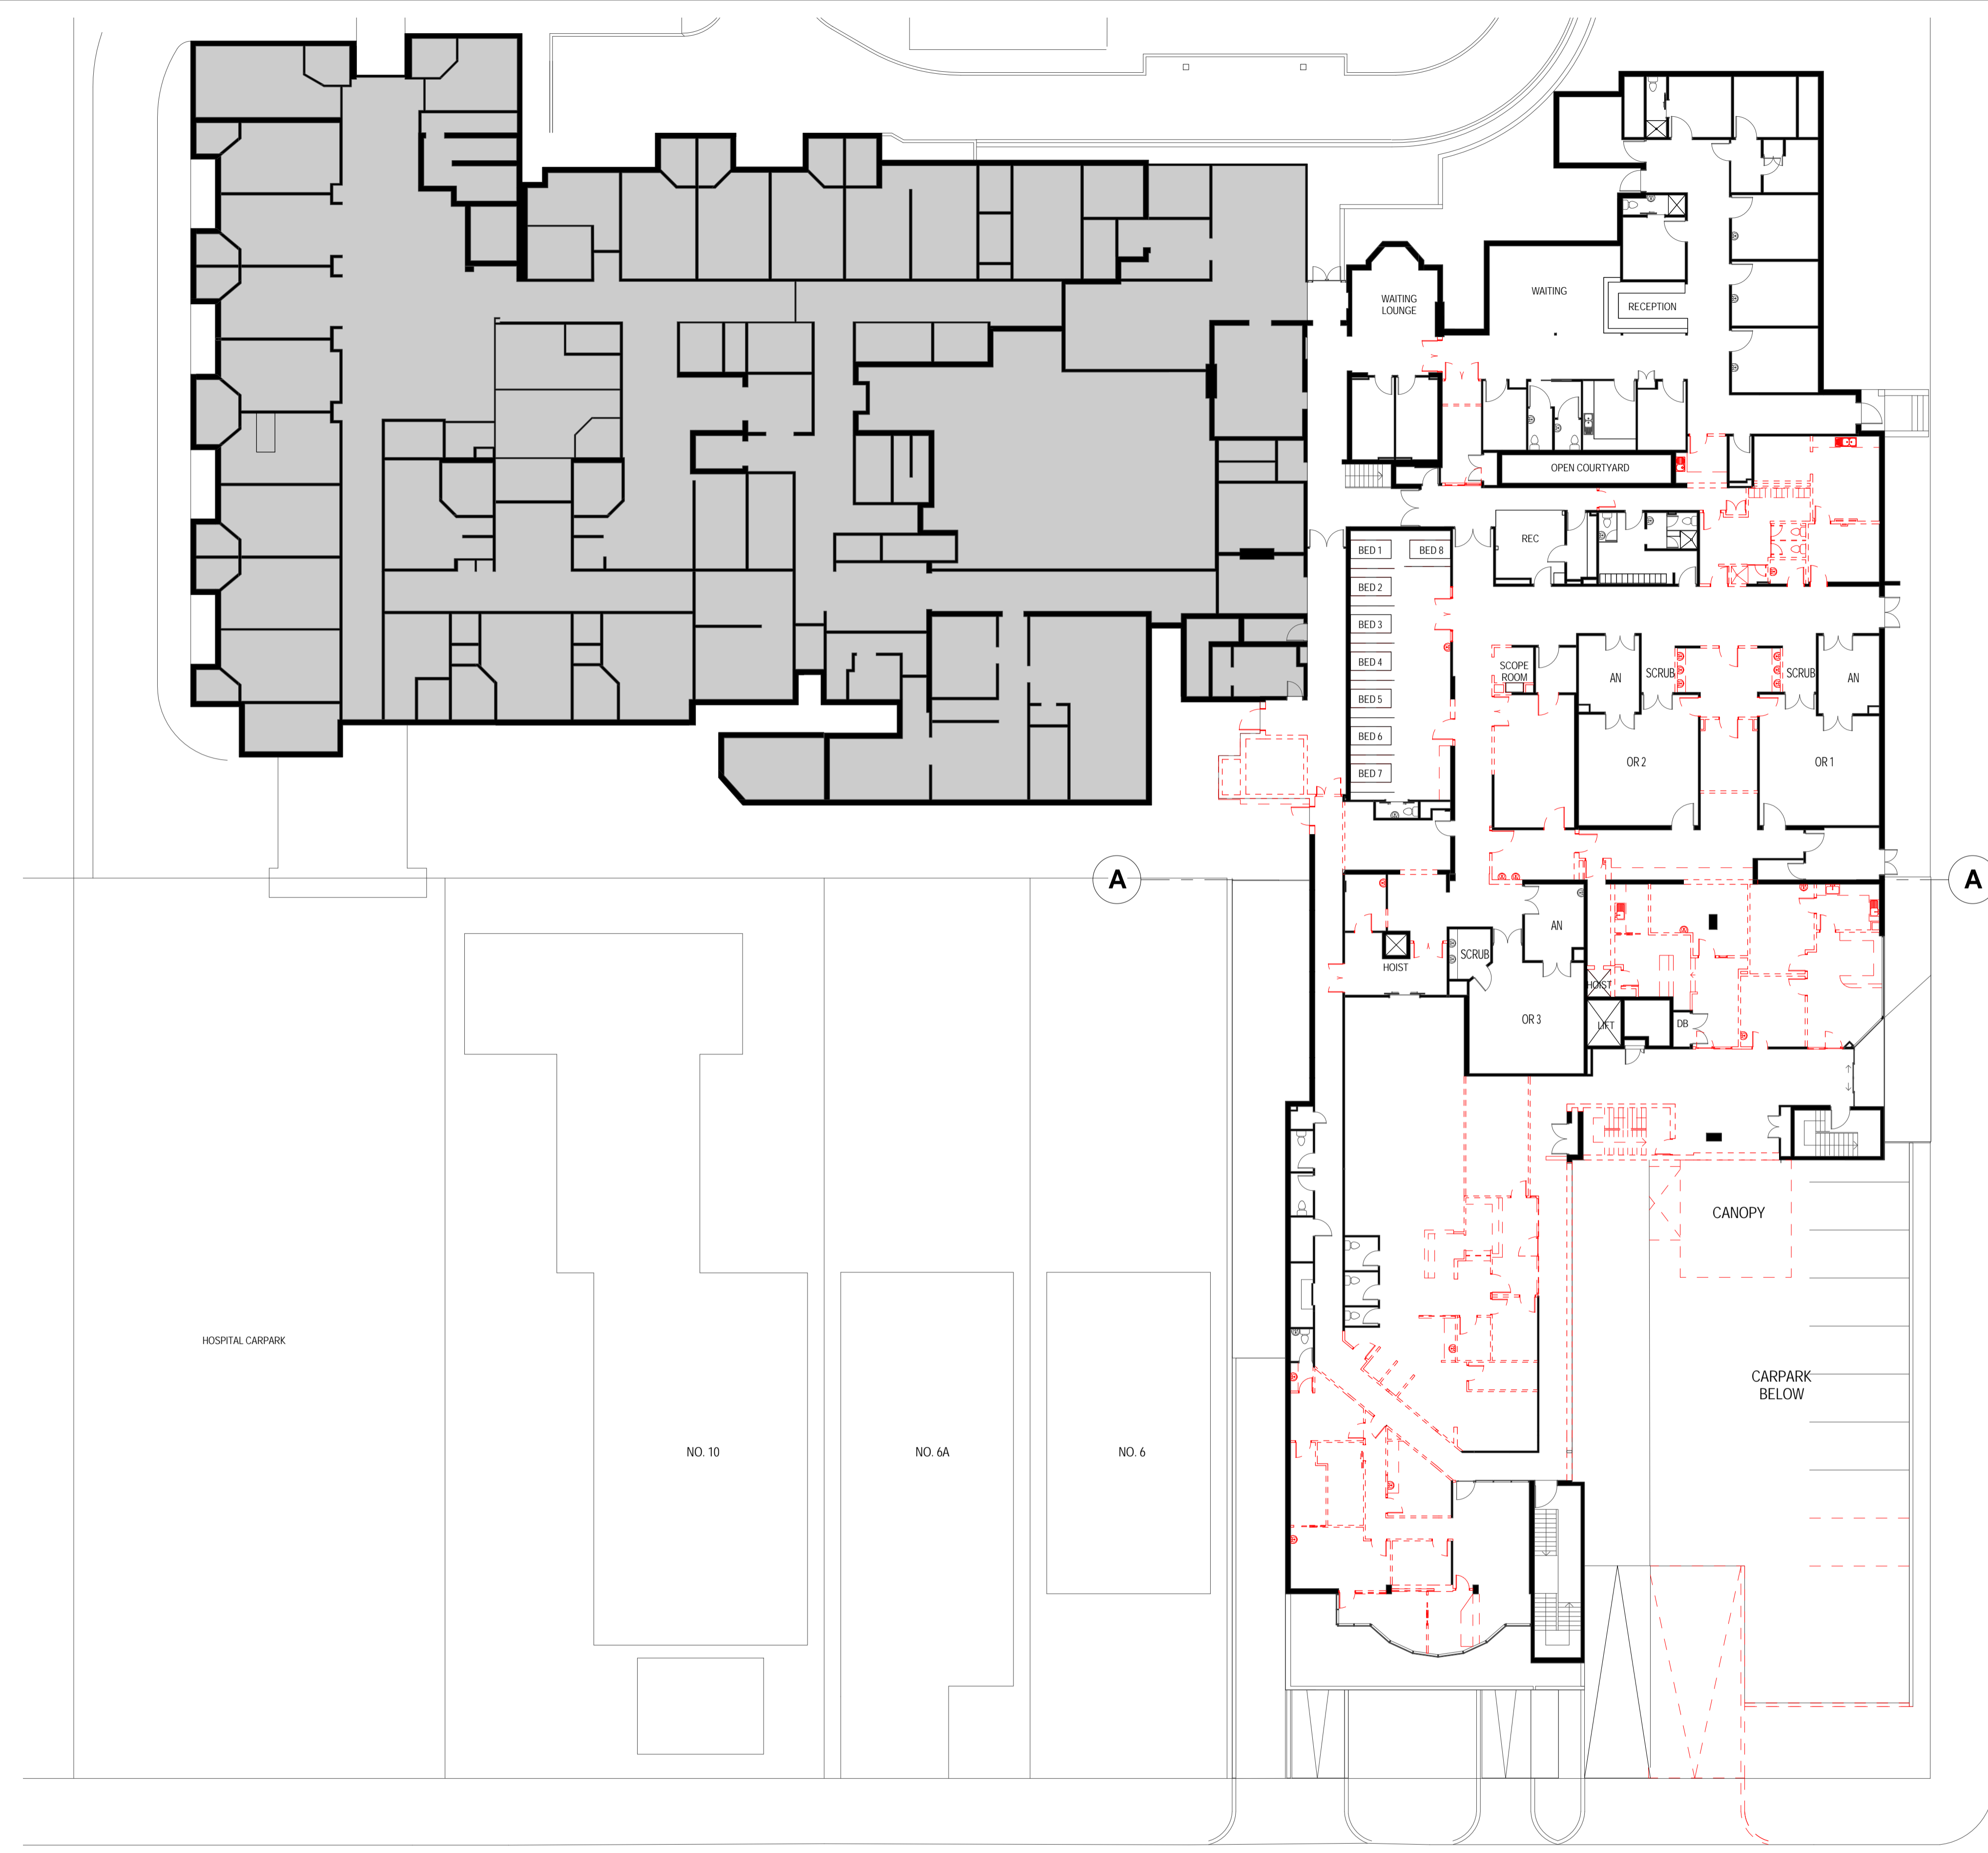 WAITING
LOUNGE
WAITING
RECEPTION
OPEN COURTYARD
REC
BED 1
BED 8
BED 2
BED 3
BED 4
BED 5
BED 6
BED 7
SCOPE
ROOM
AN
SCRUB
SCRUB
AN
OR 2
OR 1
A
A
AN
SCRUB
HOIST
HOIST
OR 3
LIFT
DB
CANOPY
HOSPITAL CARPARK
CARPARK
BELOW
NO. 10
NO. 6A
NO. 6